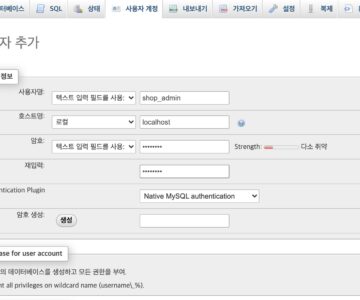 터베이스 SQL 상태 사용자 계정 내보내기 가져오기 설정 복제
자 추가
정보
사용자명: 텍스트 입력 필드를 사용: shop_admin
호스트명: 로컬 localhost
암호: 텍스트 입력 필드를 사용: ******** Strength: 다소 취약
재입력: ********
entication Plugin Native MySQL authentication
암호 생성: 생성
ase for user account
의 데이터베이스를 생성하고 모든 권한을 부여.
nt all privileges on wildcard name (username\_%).